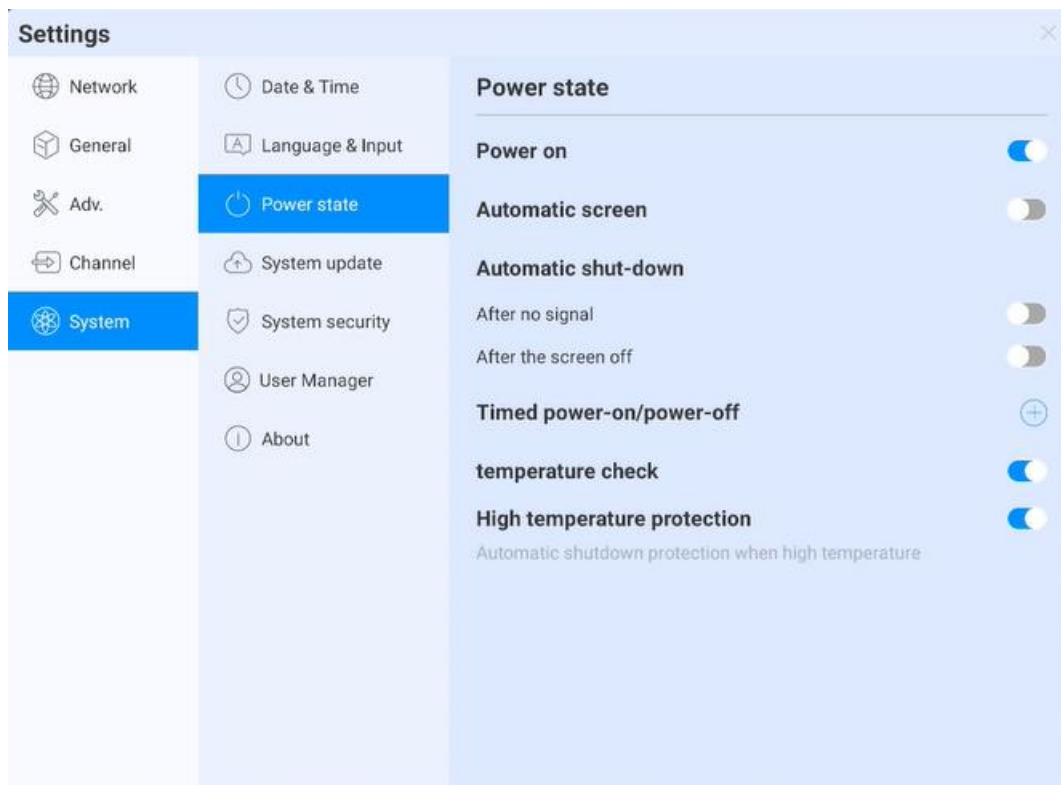 Settings
Network
General
Adv.
Channel
System
Date & Time
Language & Input
Power state
System update
System security
User Manager
About
Power state
Power on
Automatic screen
Automatic shut-down
After no signal
After the screen off
Timed power-on/power-off
temperature check
High temperature protection
Automatic shutdown protection when high temperature